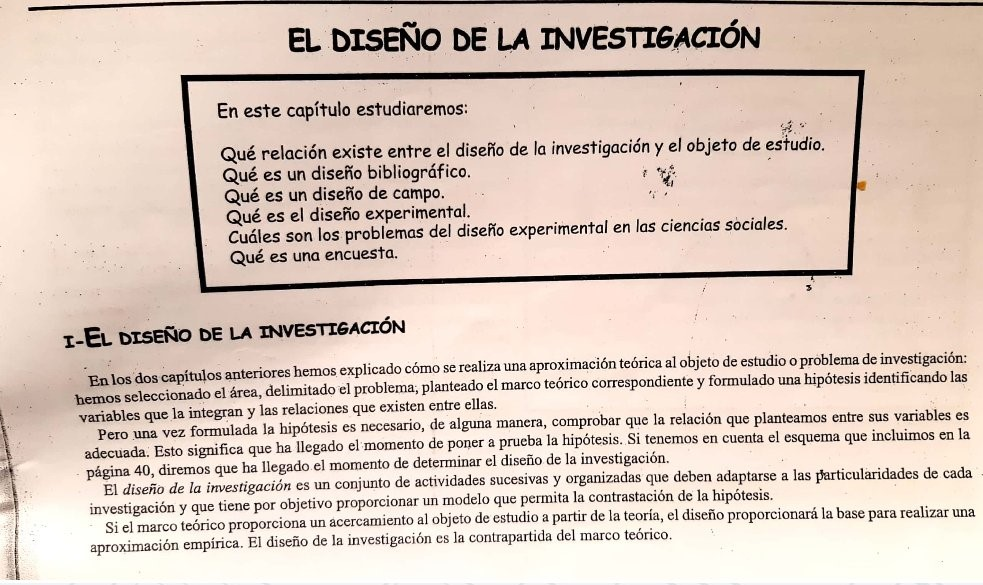 EL DISEÑO DE LA INVESTIGACIÓN
En este capítulo estudiaremos:
Qué relación existe entre el diseño de la investigación y el objeto de estudio.
Qué es un diseño bibliográfico.
Qué es un diseño de campo.
Qué es el diseño experimental.
Cuáles son los problemas del diseño experimental en las ciencias sociales.
Qué es una encuesta.
I-EL DISEÑO DE LA INVESTIGACIÓN
En los dos capítulos anteriores hemos explicado cómo se realiza una aproximación teórica al objeto de estudio o problema de investigación:
hemos seleccionado el área, delimitado el problema, planteado el marco teórico correspondiente y formulado una hipótesis identificando las
variables que la integran y las relaciones que existen entre ellas.
Pero una vez formulada la hipótesis es necesario, de alguna manera, comprobar que la relación que planteamos entre sus variables es
adecuada. Esto significa que ha llegado el momento de poner a prueba la hipótesis. Si tenemos en cuenta el esquema que incluimos en la
página 40, diremos que ha llegado el momento de determinar el diseño de la investigación.
El diseño de la investigación es un conjunto de actividades sucesivas y organizadas que deben adaptarse a las particularidades de cada
investigación y que tiene por objetivo proporcionar un modelo que permita la contrastación de la hipótesis.
Si el marco teórico proporciona un acercamiento al objeto de estudio a partir de la teoría, el diseño proporcionará la base para realizar una
aproximación empírica. El diseño de la investigación es la contrapartida del marco teórico.